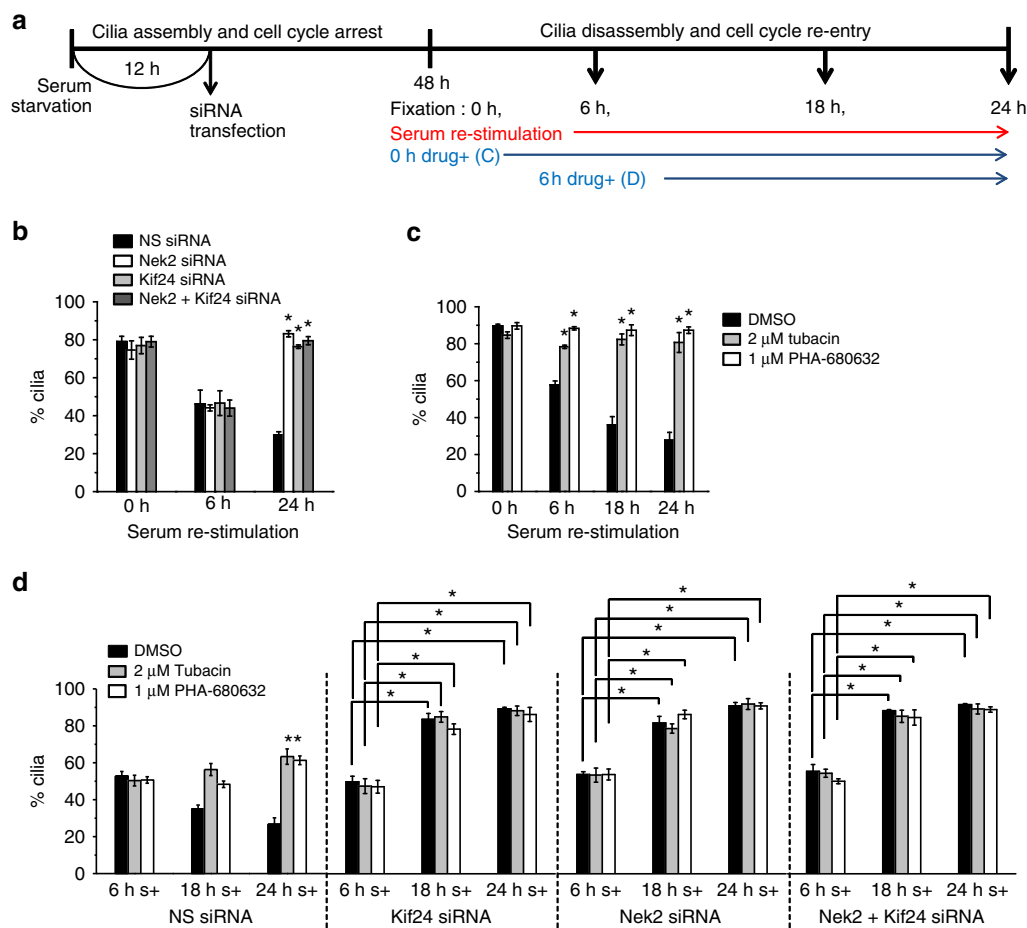 a
Cilia assembly and cell cycle arrest
Cilia disassembly and cell cycle re-entry
12 h
Serum
starvation
siRNA
transfection
48 h
Fixation : 0 h, 6 h, 18 h, 24 h
Serum re-stimulation
0 h drug+ (C)
6 h drug+ (D)
b
NS siRNA
Nek2 siRNA
Kif24 siRNA
Nek2 + Kif24 siRNA
100
80
60
40
20
0
% cilia
* * *
0 h 6 h 24 h
Serum re-stimulation
c
DMSO
2 µM tubacin
1 µM PHA-680632
100
80
60
40
20
0
% cilia
* * * * * *
0 h 6 h 18 h 24 h
Serum re-stimulation
d
DMSO
2 µM Tubacin
1 µM PHA-680632
100
80
60
40
20
0
% cilia
**
* * * * * *
* * * * * *
* * * * * *
6 h s+ 18 h s+ 24 h s+ 6 h s+ 18 h s+ 24 h s+ 6 h s+ 18 h s+ 24 h s+ 6 h s+ 18 h s+ 24 h s+
NS siRNA Kif24 siRNA Nek2 siRNA Nek2 + Kif24 siRNA